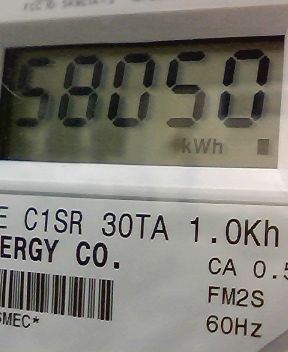 58050
kWh
E C1SR 30TA 1.0Kh
ERGY CO.
CA 0.5
FM2S
SMEC*
60Hz